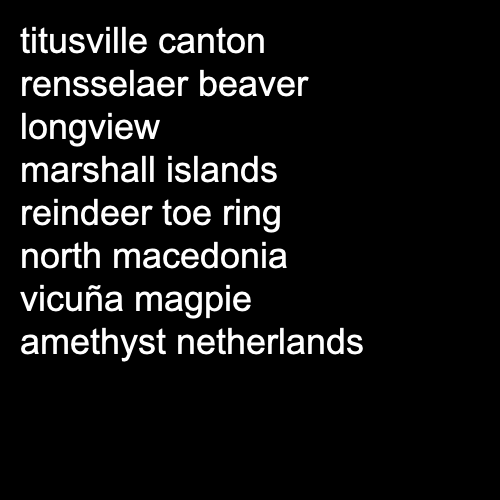 titusville canton
rensselaer beaver
longview
marshall islands
reindeer toe ring
north macedonia
vicuña magpie
amethyst netherlands